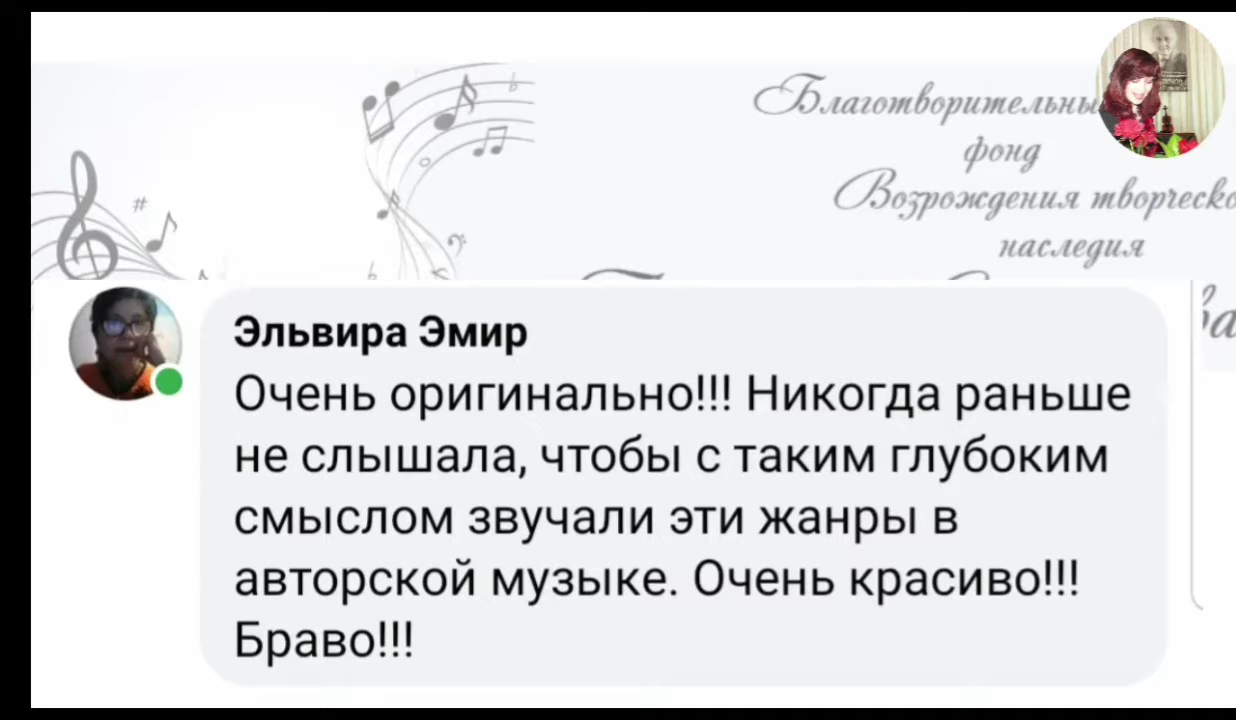 Благотворительны
фонд
Возрождения творческо
наследия
Эльвира Эмир
Очень оригинально!!! Никогда раньше
не слышала, чтобы с таким глубоким
смыслом звучали эти жанры в
авторской музыке. Очень красиво!!!
Браво!!!